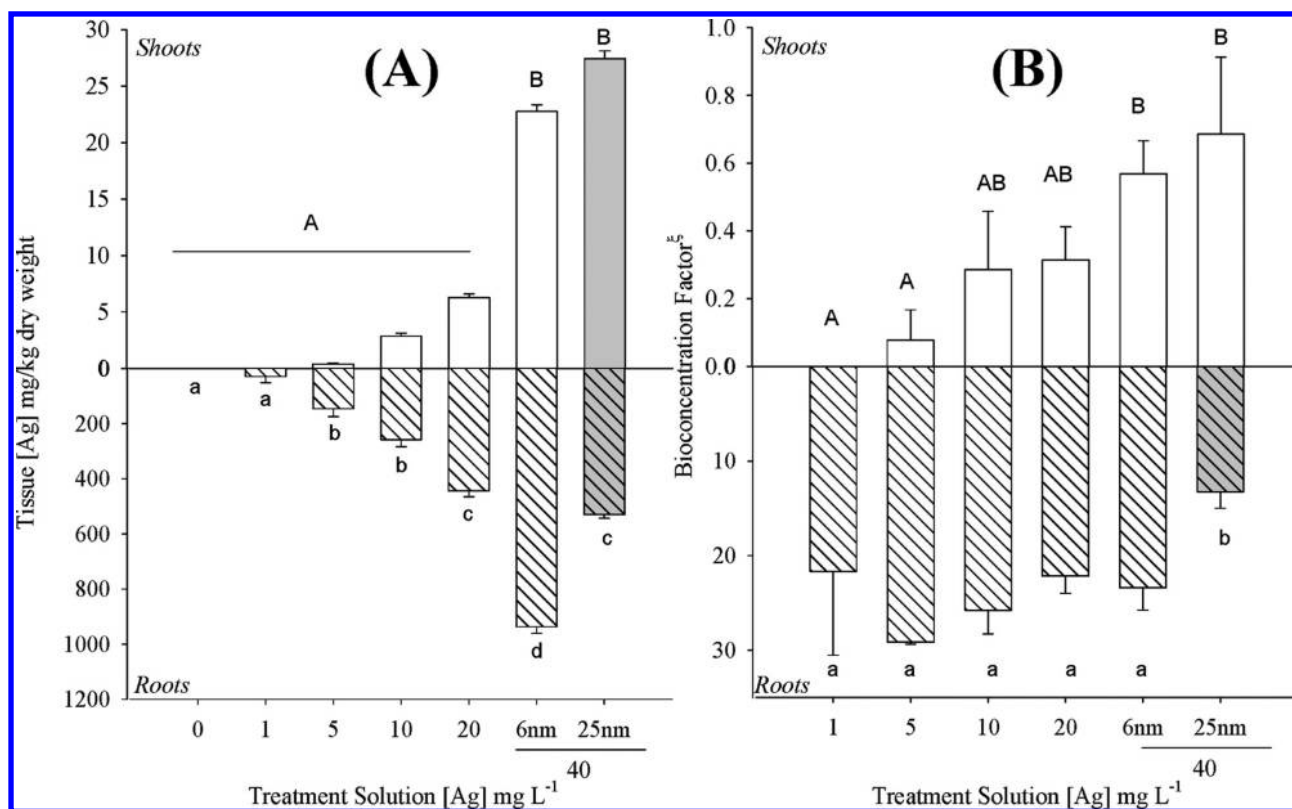 (A)
Shoots
30
25
20
15
10
5
0
200
400
600
800
1000
1200
Roots
Tissue [Ag] mg/kg dry weight
A
B
B
a
a
b
b
c
d
c
0 1 5 10 20 6nm 25nm
40
Treatment Solution [Ag] mg L-1
(B)
Shoots
1.0
0.8
0.6
0.4
0.2
0.0
10
20
30
Roots
Bioconcentration Factorξ
A
A
AB
AB
B
B
a
a
a
a
a
b
1 5 10 20 6nm 25nm
40
Treatment Solution [Ag] mg L-1